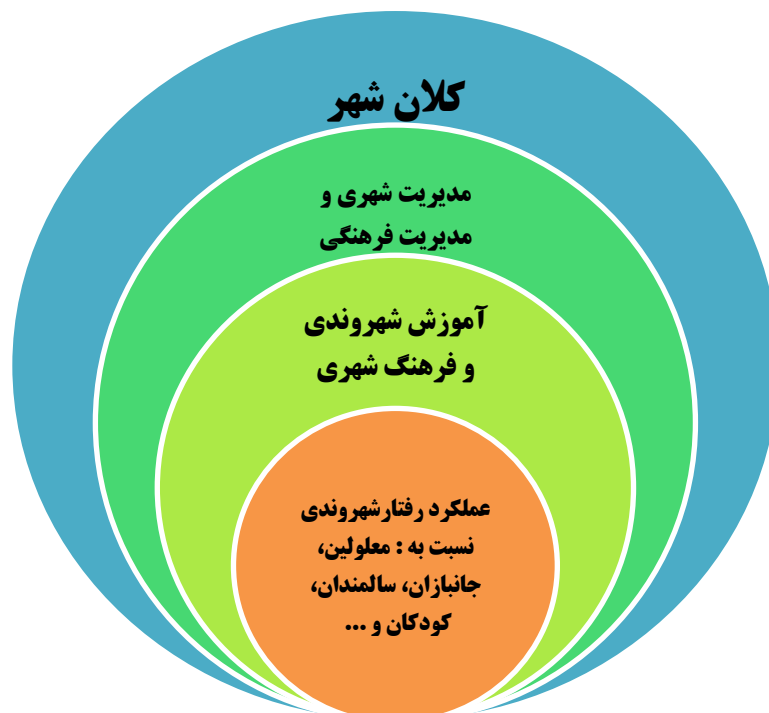 کلان شهر
مدیریت شهری و
مدیریت فرهنگی
آموزش شهروندی
و فرهنگ شهری
عملکرد رفتارشهروندی
نسبت به : معلولین،
جانبازان، سالمندان،
کودکان و ...